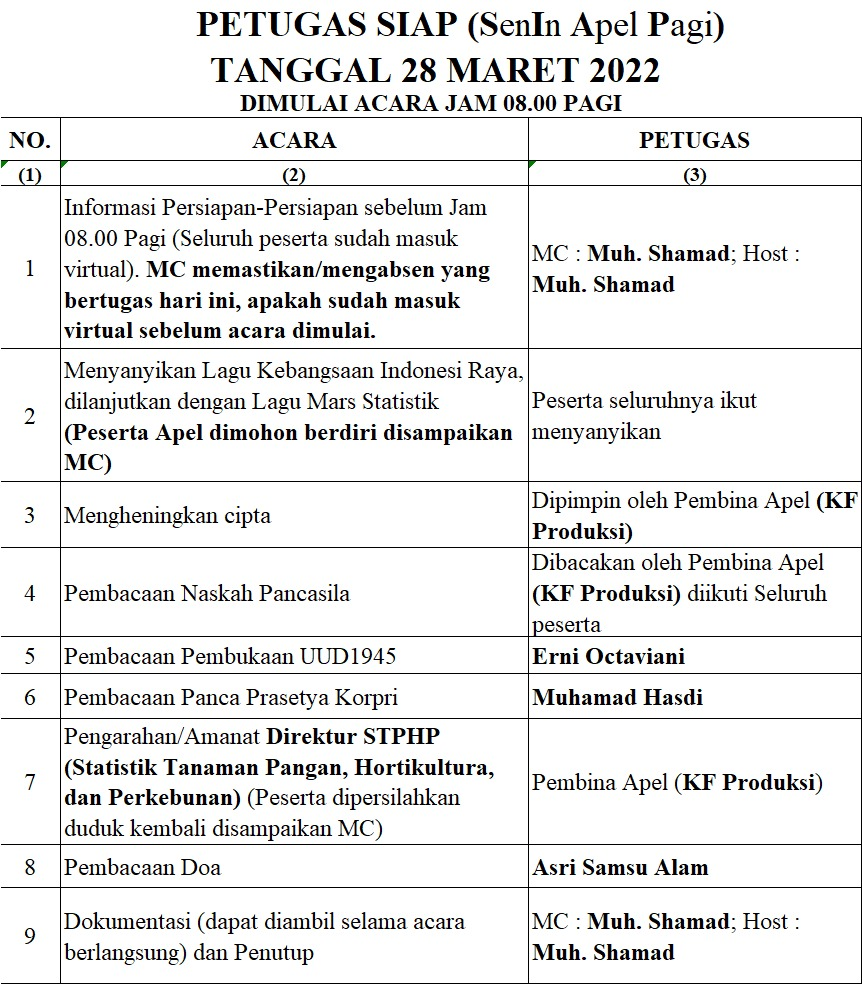 PETUGAS SIAP (SenIn Apel Pagi)
TANGGAL 28 MARET 2022
DIMULAI ACARA JAM 08.00 PAGI
NO. ACARA PETUGAS
(1) (2) (3)
1
Informasi Persiapan-Persiapan sebelum Jam
08.00 Pagi (Seluruh peserta sudah masuk
virtual). MC memastikan/mengabsen yang
bertugas hari ini, apakah sudah masuk
virtual sebelum acara dimulai.
MC : Muh. Shamad; Host :
Muh. Shamad
2
Menyanyikan Lagu Kebangsaan Indonesi Raya,
dilanjutkan dengan Lagu Mars Statistik
(Peserta Apel dimohon berdiri disampaikan
MC)
Peserta seluruhnya ikut
menyanyikan
3
Mengheningkan cipta
Dipimpin oleh Pembina Apel (KF
Produksi)
4
Pembacaan Naskah Pancasila
Dibacakan oleh Pembina Apel
(KF Produksi) diikuti Seluruh
peserta
5
Pembacaan Pembukaan UUD1945
Erni Octaviani
6
Pembacaan Panca Prasetya Korpri
Muhamad Hasdi
7
Pengarahan/Amanat Direktur STPHP
(Statistik Tanaman Pangan, Hortikultura,
dan Perkebunan) (Peserta dipersilahkan
duduk kembali disampaikan MC)
Pembina Apel (KF Produksi)
8
Pembacaan Doa
Asri Samsu Alam
9
Dokumentasi (dapat diambil selama acara
berlangsung) dan Penutup
MC : Muh. Shamad; Host :
Muh. Shamad